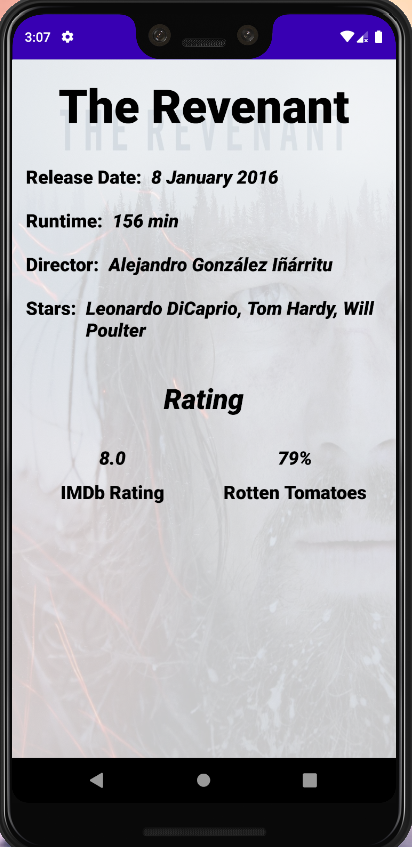 3:07
The Revenant
THE REVENANT
Release Date: 8 January 2016
Runtime: 156 min
Director: Alejandro González Iñárritu
Stars: Leonardo DiCaprio, Tom Hardy, Will
Poulter
Rating
8.0 79%
IMDb Rating Rotten Tomatoes